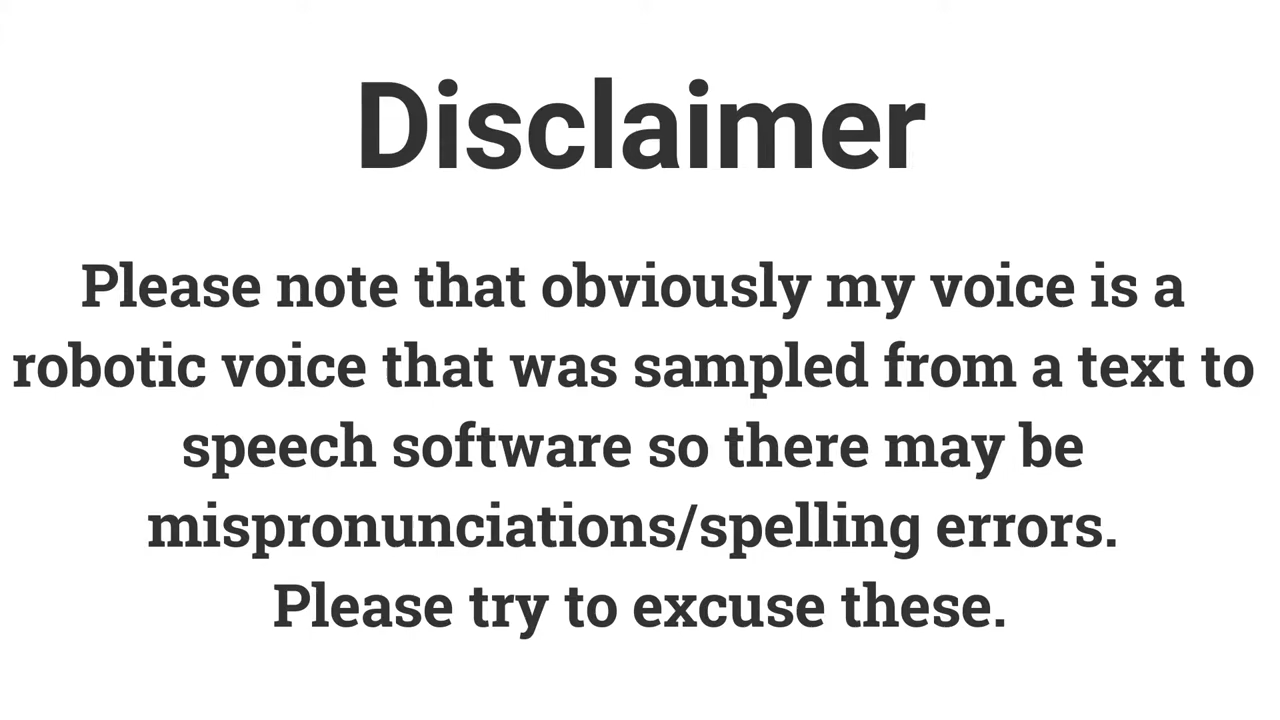 Disclaimer
Please note that obviously my voice is a
robotic voice that was sampled from a text to
speech software so there may be
mispronunciations/spelling errors.
Please try to excuse these.